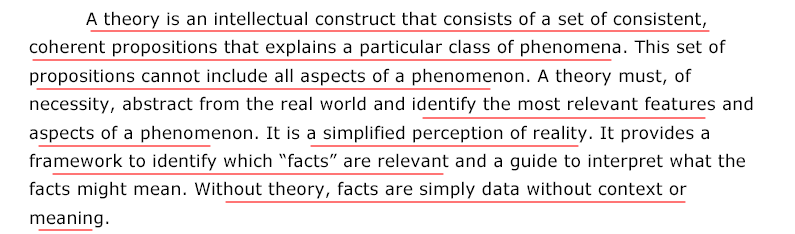 A theory is an intellectual construct that consists of a set of consistent,
coherent propositions that explains a particular class of phenomena. This set of
propositions cannot include all aspects of a phenomenon. A theory must, of
necessity, abstract from the real world and identify the most relevant features and
aspects of a phenomenon. It is a simplified perception of reality. It provides a
framework to identify which “facts” are relevant and a guide to interpret what the
facts might mean. Without theory, facts are simply data without context or
meaning.